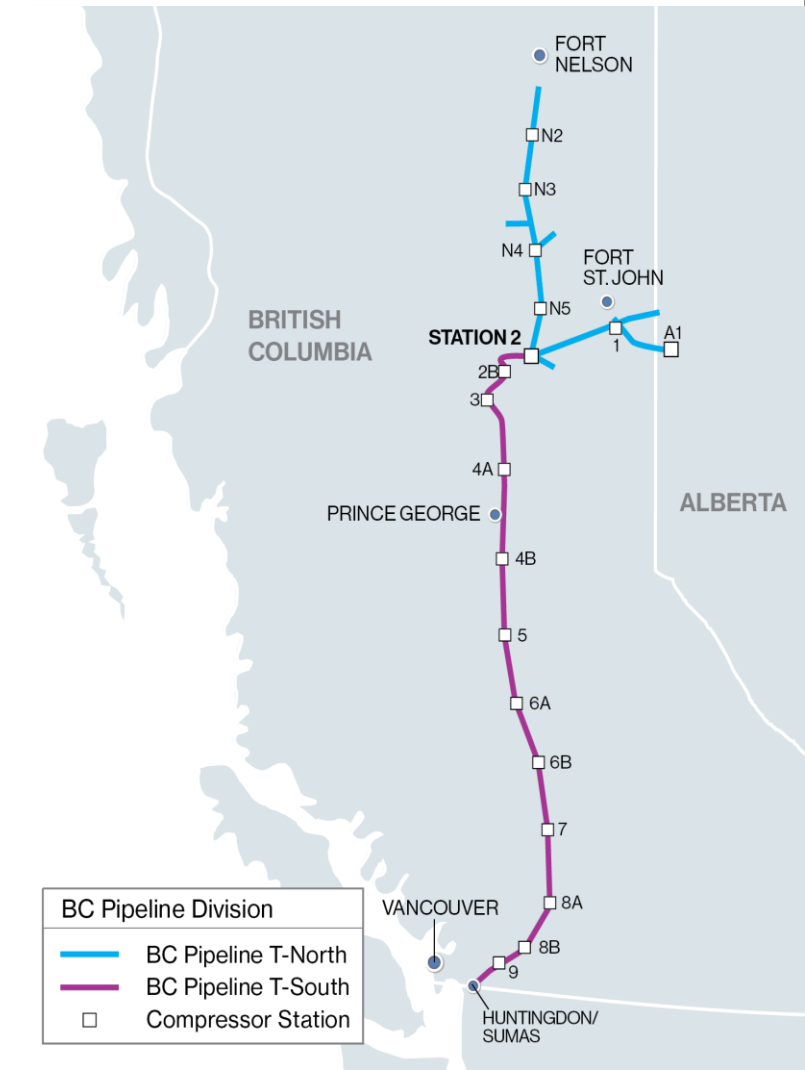 FORT
NELSON
N2
N3
N4
FORT
ST. JOHN
N5
BRITISH
COLUMBIA
STATION 2
1
A1
2B
3
4A
ALBERTA
PRINCE GEORGE
4B
5
6A
6B
7
8A
VANCOUVER
8B
9
HUNTINGDON/
SUMAS
BC Pipeline Division
BC Pipeline T-North
BC Pipeline T-South
Compressor Station